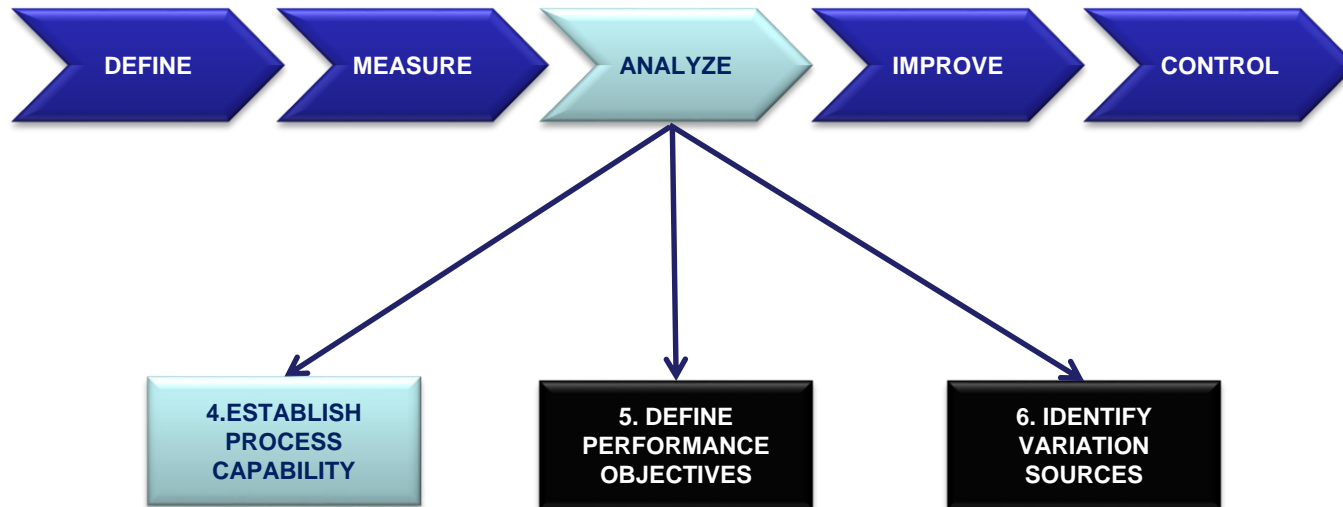 DEFINE
MEASURE
ANALYZE
IMPROVE
CONTROL
4.ESTABLISH
PROCESS
CAPABILITY
5. DEFINE
PERFORMANCE
OBJECTIVES
6. IDENTIFY
VARIATION
SOURCES